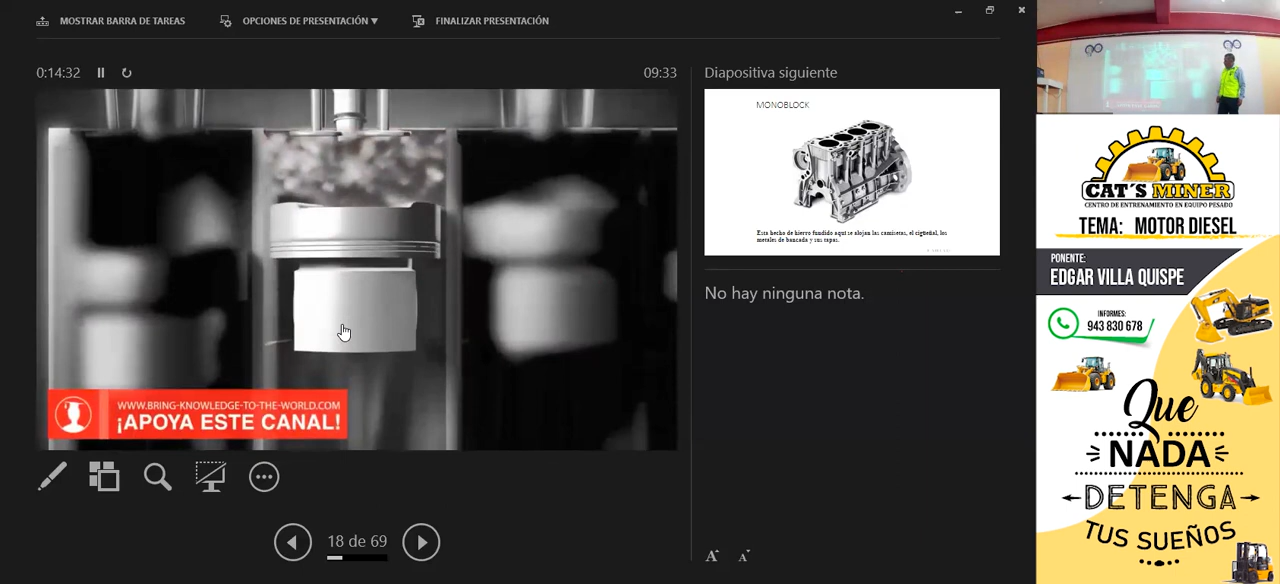 MOSTRAR BARRA DE TAREAS
OPCIONES DE PRESENTACIÓN ▼
FINALIZAR PRESENTACIÓN
0:14:32
09:33
Diapositiva siguiente
MONOBLOCK
Esta hecho de hierro fundido aquí se alojan las camisetas, el cigüeñal, los
metales de bancada y sus tapas.
No hay ninguna nota.
WWW.BRING-KNOWLEDGE-TO-THE-WORLD.COM
¡APOYA ESTE CANAL!
18 de 69
A A
CAT´S MINER
CENTRO DE ENTRENAMIENTO EN EQUIPO PESADO
TEMA: MOTOR DIESEL
PONENTE:
EDGAR VILLA QUISPE
INFORMES:
943 830 678
Que
NADA
DETENGA
TUS SUEÑOS